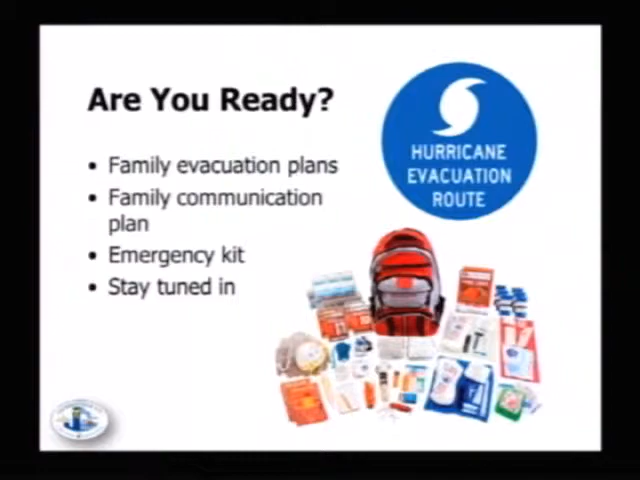 Are You Ready?
• Family evacuation plans
• Family communication
plan
• Emergency kit
• Stay tuned in
HURRICANE
EVACUATION
ROUTE